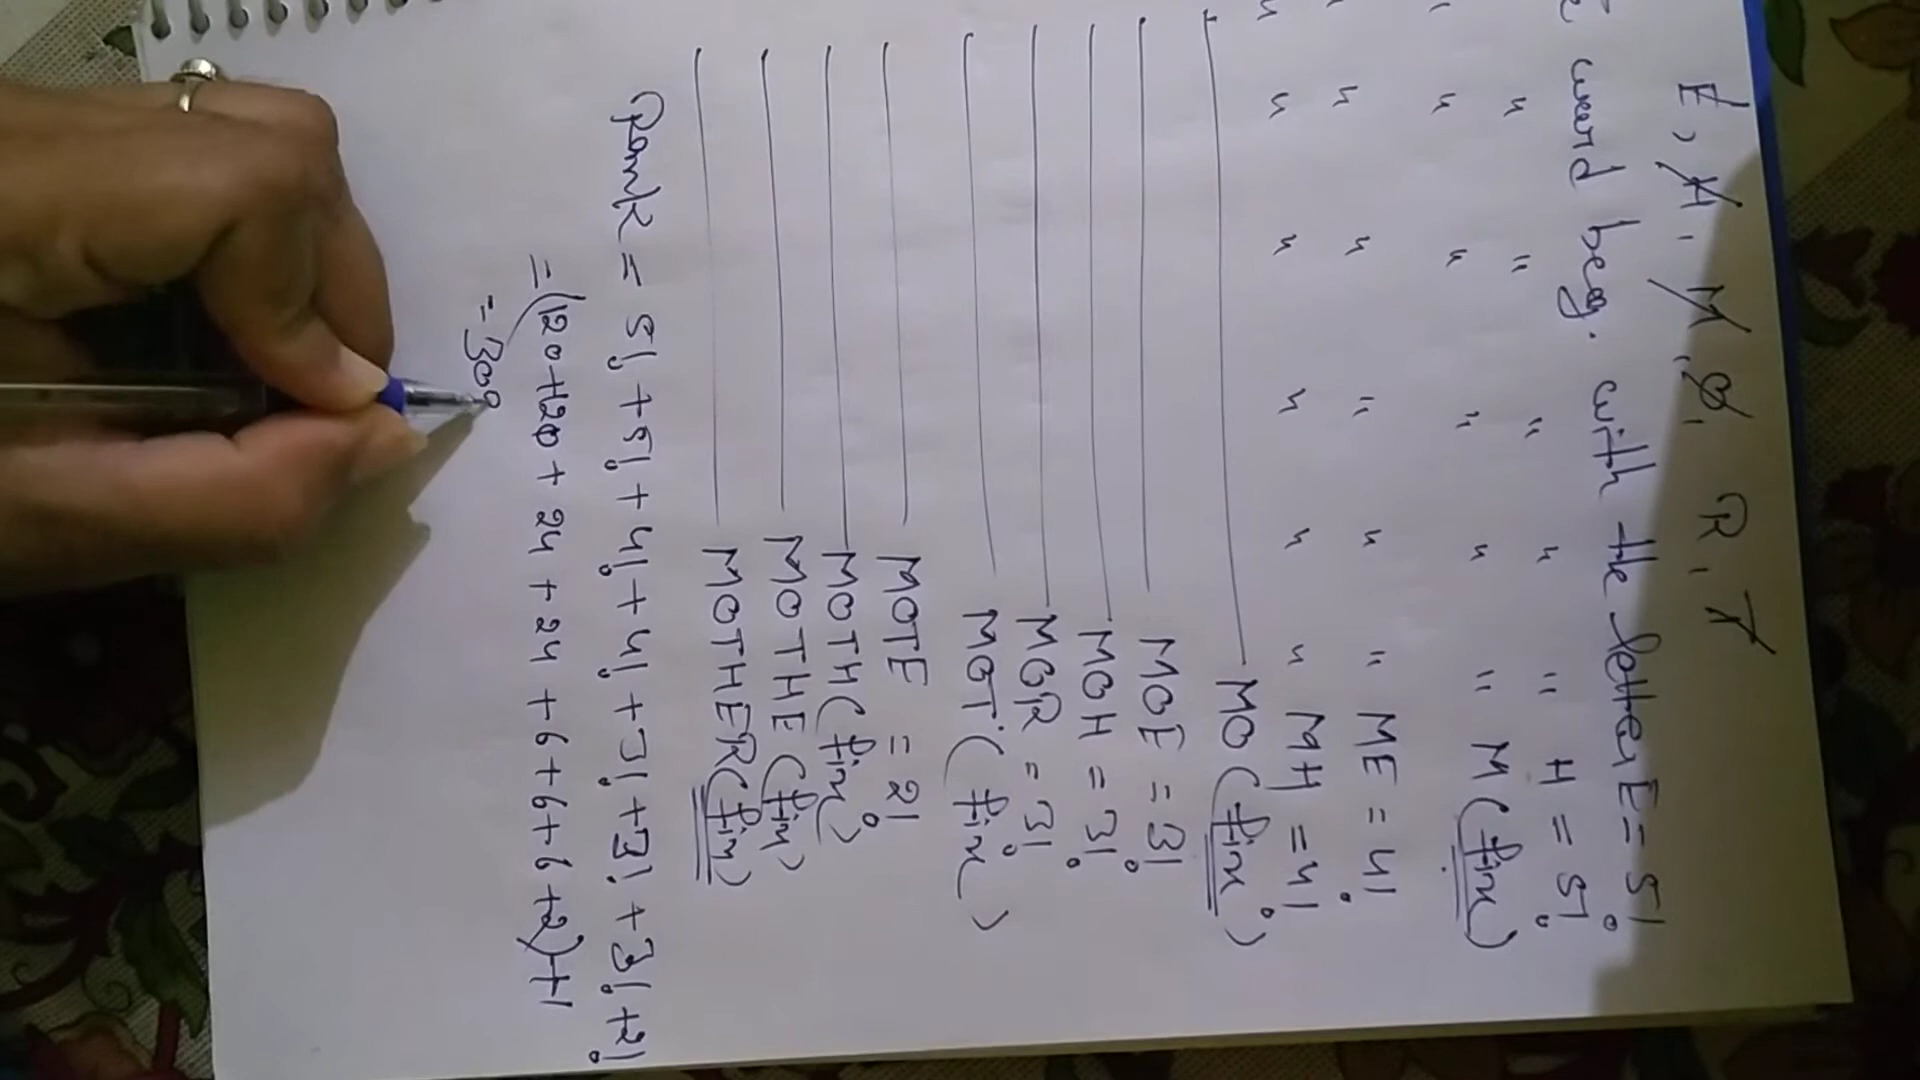 E, H, M, O, R, T
word beg. with the letter E = 5!
" " " " " H = 5!
" " " " " M (fix)
" " " " ME = 4!
" " " " " MH = 4!
MO (fix)
MOE = 3!
MOH = 3!
MOR = 3!
MOT (fix)
MOTE = 2!
MOTH (fix)
MOTHE (fix)
MOTHER (fix)
Rank = 5! + 5! + 4! + 4! + 3! + 3! + 3! + 2!
= (120 + 120 + 24 + 24 + 6 + 6 + 6 + 2) + 1
= 309